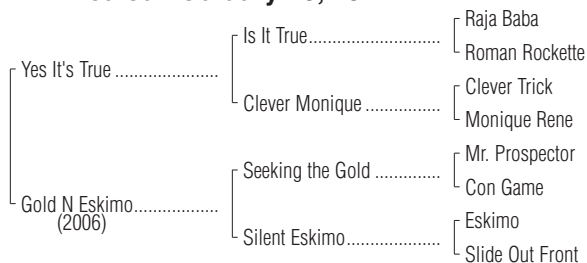 Raja Baba
Is It True
Roman Rockette
Yes It's True
Clever Trick
Clever Monique
Monique Rene
Mr. Prospector
Seeking the Gold
Con Game
Gold N Eskimo
(2006)
Eskimo
Silent Eskimo
Slide Out Front